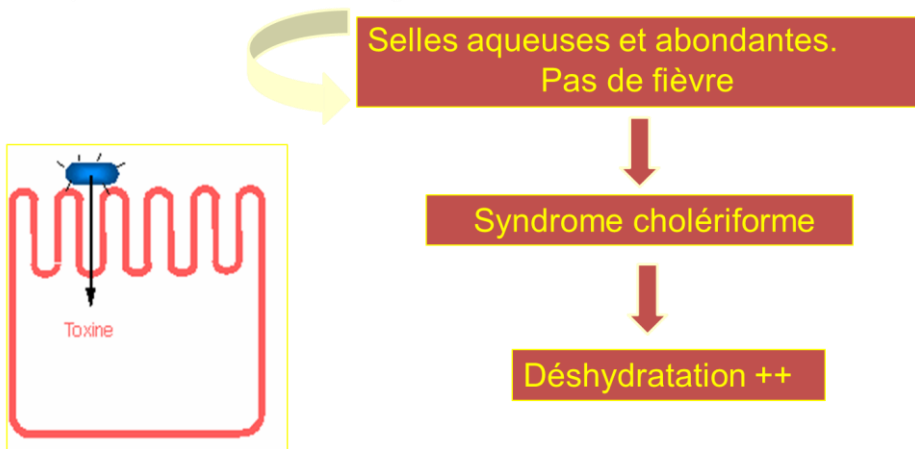 Selles aqueuses et abondantes.
Pas de fièvre
Syndrome cholériforme
Toxine
Déshydratation ++